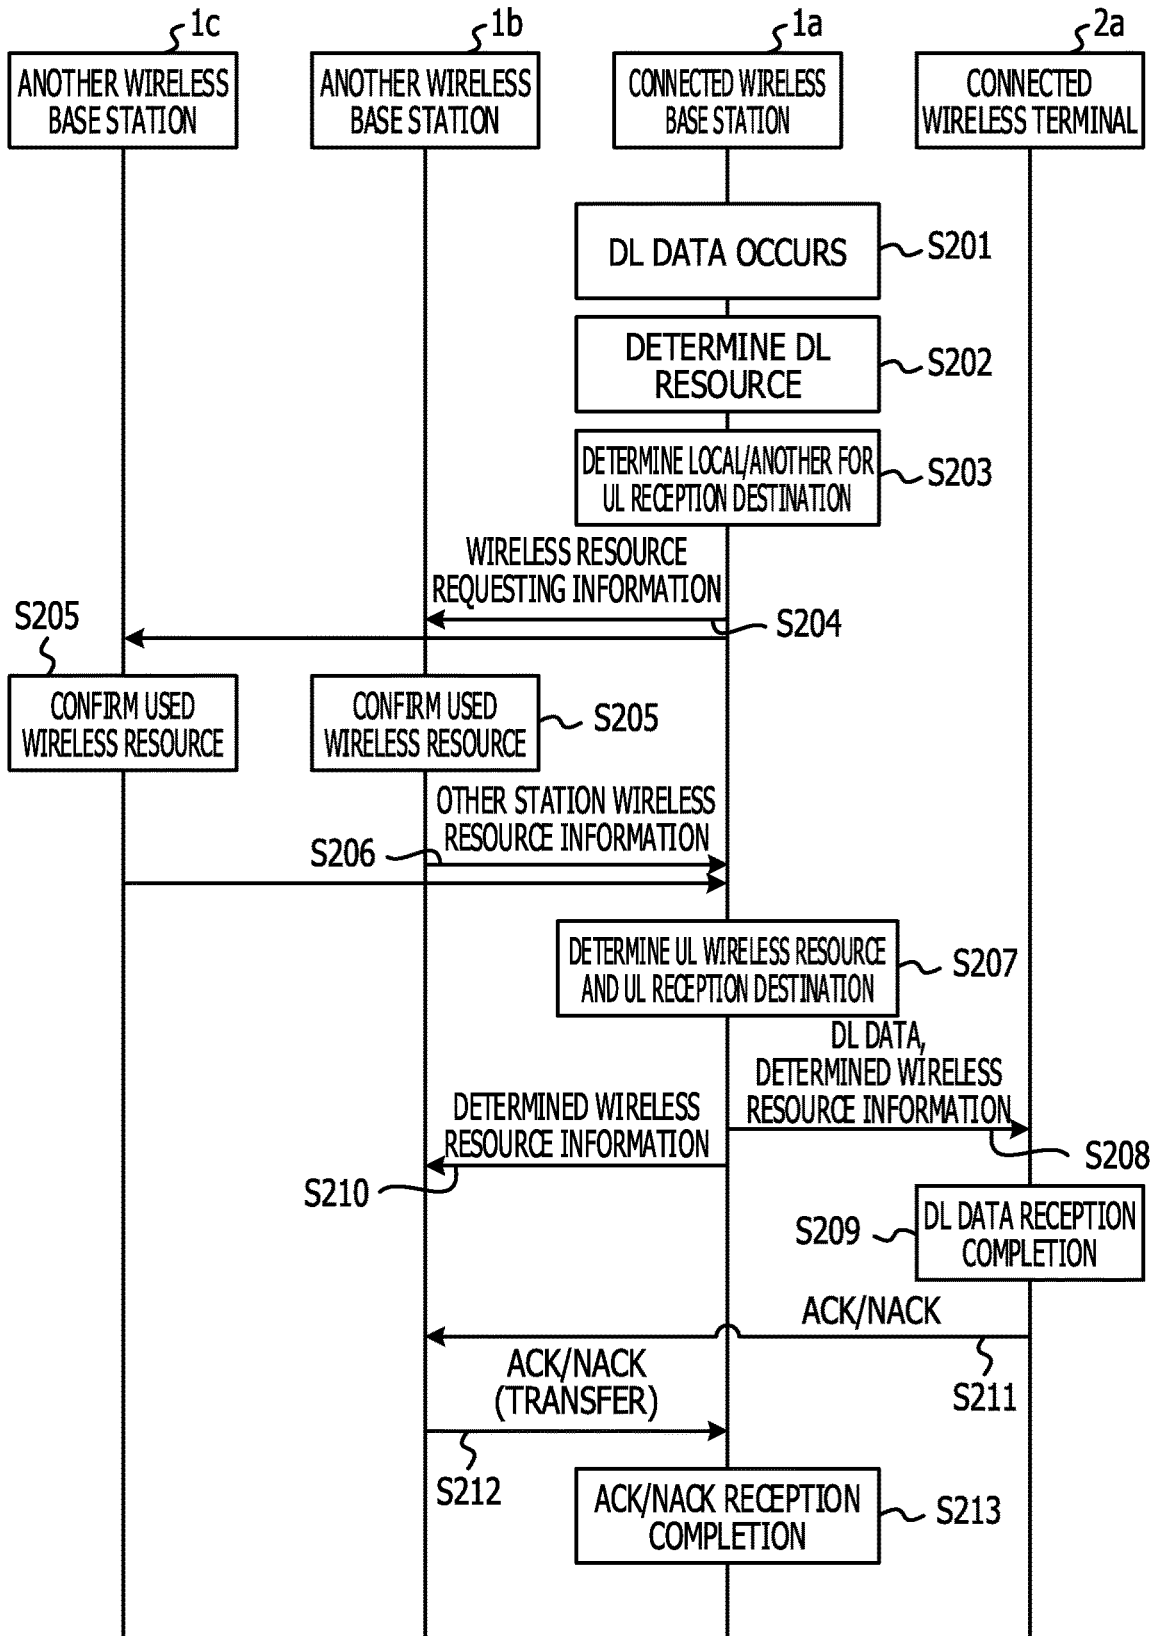 1c
1b
1a
2a
ANOTHER WIRELESS
BASE STATION
ANOTHER WIRELESS
BASE STATION
CONNECTED WIRELESS
BASE STATION
CONNECTED
WIRELESS TERMINAL
DL DATA OCCURS
S201
DETERMINE DL
RESOURCE
S202
DETERMINE LOCAL/ANOTHER FOR
UL RECEPTION DESTINATION
S203
WIRELESS RESOURCE
REQUESTING INFORMATION
S204
S205
CONFIRM USED
WIRELESS RESOURCE
CONFIRM USED
WIRELESS RESOURCE
S205
OTHER STATION WIRELESS
RESOURCE INFORMATION
S206
DETERMINE UL WIRELESS RESOURCE
AND UL RECEPTION DESTINATION
S207
DL DATA,
DETERMINED WIRELESS
RESOURCE INFORMATION
S208
DETERMINED WIRELESS
RESOURCE INFORMATION
S210
S209
DL DATA RECEPTION
COMPLETION
ACK/NACK
S211
ACK/NACK
(TRANSFER)
S212
ACK/NACK RECEPTION
COMPLETION
S213